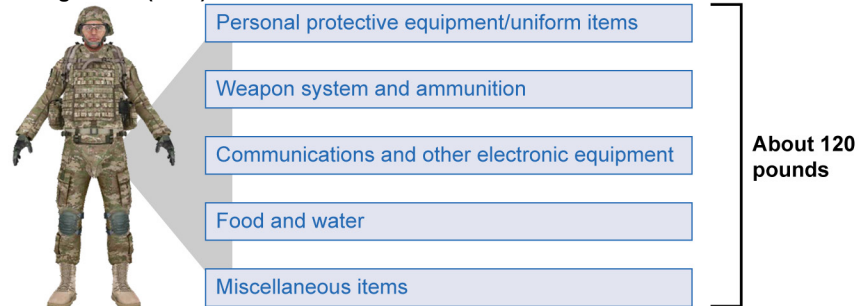 Personal protective equipment/uniform items
Weapon system and ammunition
Communications and other electronic equipment
Food and water
Miscellaneous items
About 120
pounds